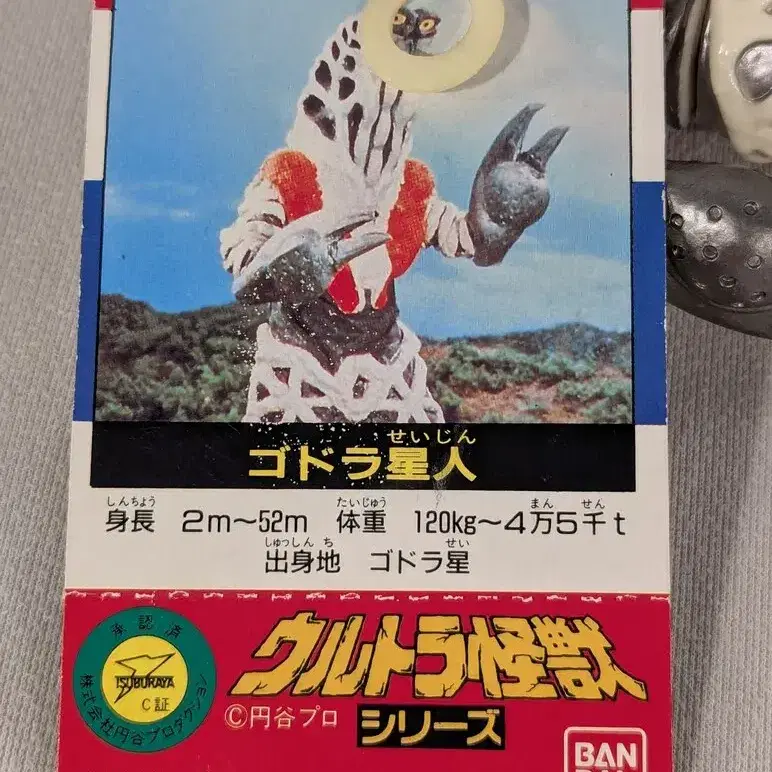 せいじん
ゴドラ星人
しんちょう たいじゅう まん せん
身長 2m〜52m 体重 120kg〜4万5千t
しゅっしん ち せい
出身地 ゴドラ星
承認済
TSUBURAYA
C証
株式会社円谷プロダクション
ウルトラ怪獣
©円谷プロ シリーズ
BAN